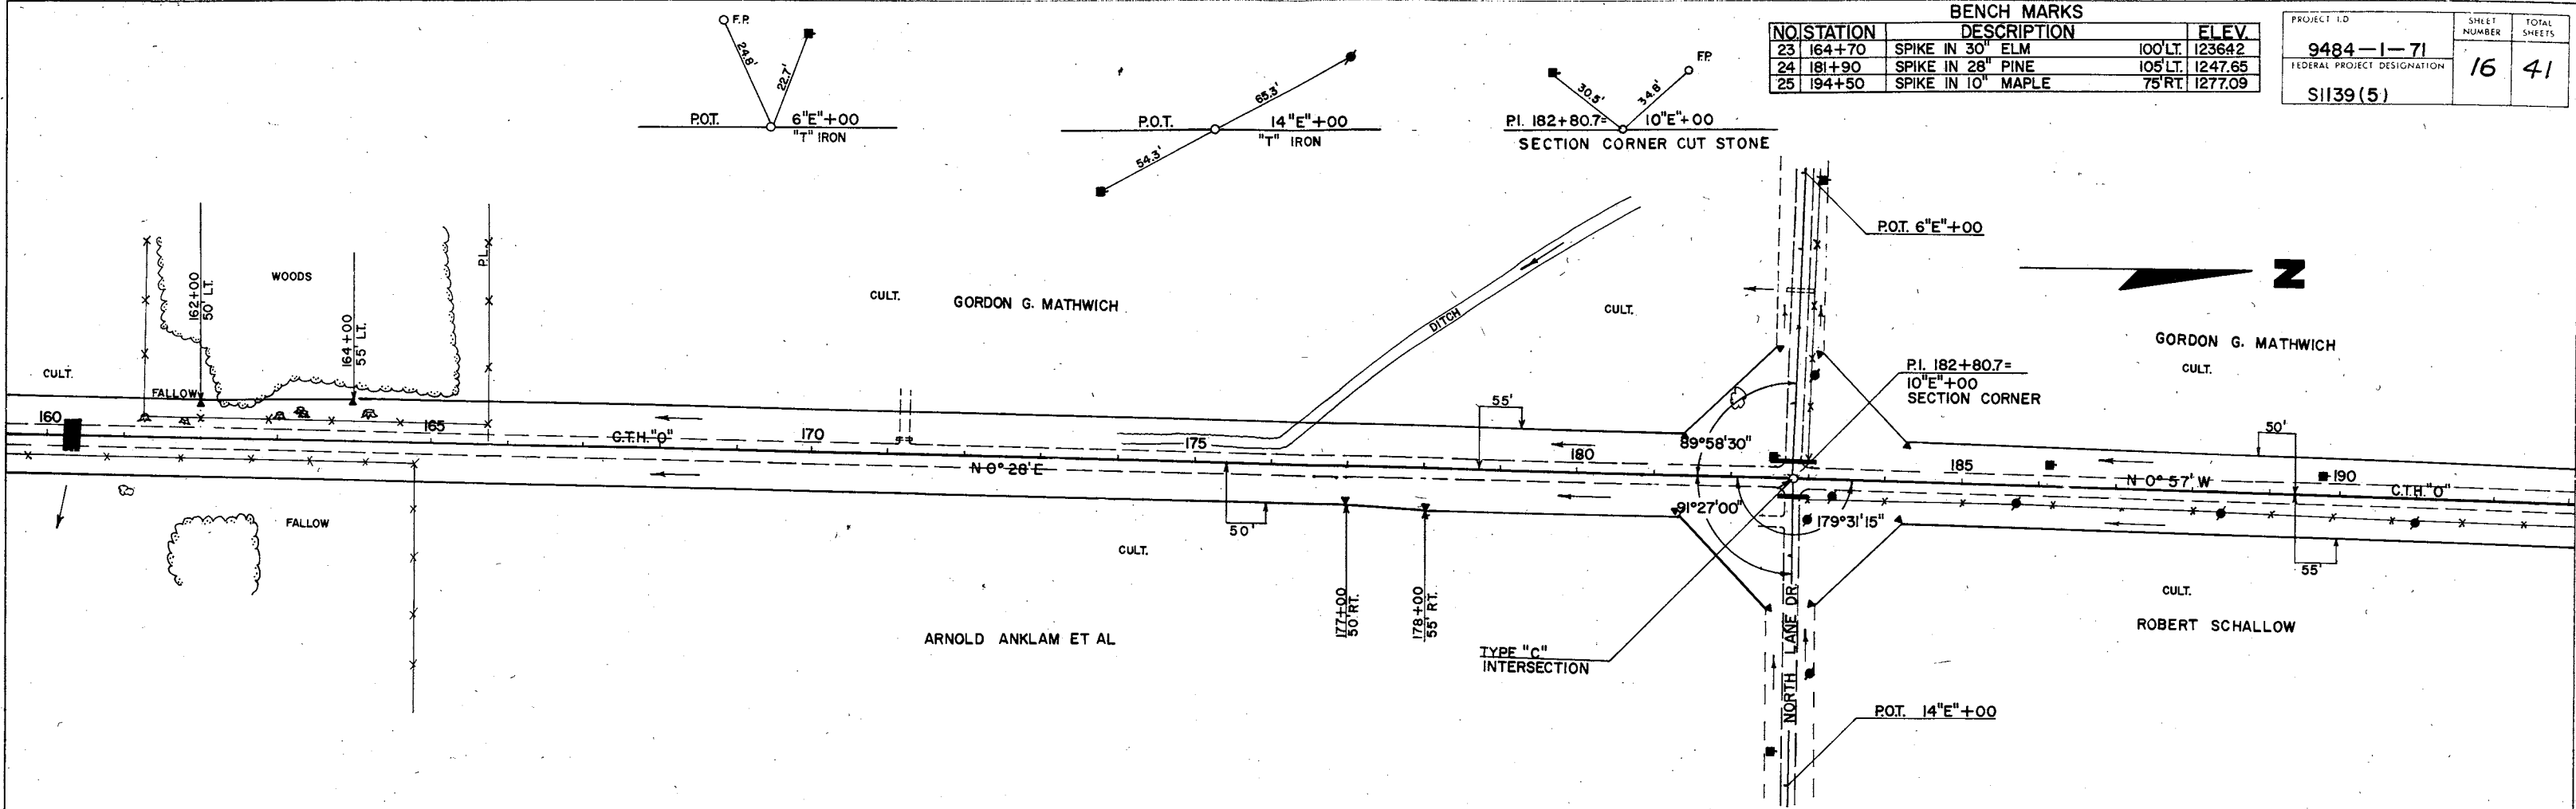 BENCH MARKS
NO. STATION DESCRIPTION ELEV.
23 164+70 SPIKE IN 30" ELM 100' LT. 1236.42
24 181+90 SPIKE IN 28" PINE 105' LT. 1247.65
25 194+50 SPIKE IN 10" MAPLE 75' RT. 1277.09
PROJECT I.D
9484-1-71
FEDERAL PROJECT DESIGNATION
S1139(5)
SHEET NUMBER
16
TOTAL SHEETS
41
F.P.
24.8'
22.7'
P.O.T. 6"E"+00
"T" IRON
65.3'
P.O.T. 14"E"+00
"T" IRON
54.3'
F.P.
30.5'
34.8'
P.I. 182+80.7= 10"E"+00
SECTION CORNER CUT STONE
P.O.T. 6"E"+00
N
162+00
50' LT.
WOODS
164+00
55' LT.
P.L.
CULT.
GORDON G. MATHWICH
DITCH
CULT.
GORDON G. MATHWICH
CULT.
P.I. 182+80.7=
10"E"+00
SECTION CORNER
CULT.
FALLOW
160
165
C.T.H. "O"
170
175
55'
180
89°58'30"
185
50'
190
N 0° 28' E
N 0° 57' W
C.T.H. "O"
91°27'00"
179°31'15"
FALLOW
50'
CULT.
177+00
50' RT.
178+00
55' RT.
55'
CULT.
ARNOLD ANKLAM ET AL
ROBERT SCHALLOW
TYPE "C"
INTERSECTION
NORTH LANE DR.
P.O.T. 14"E"+00